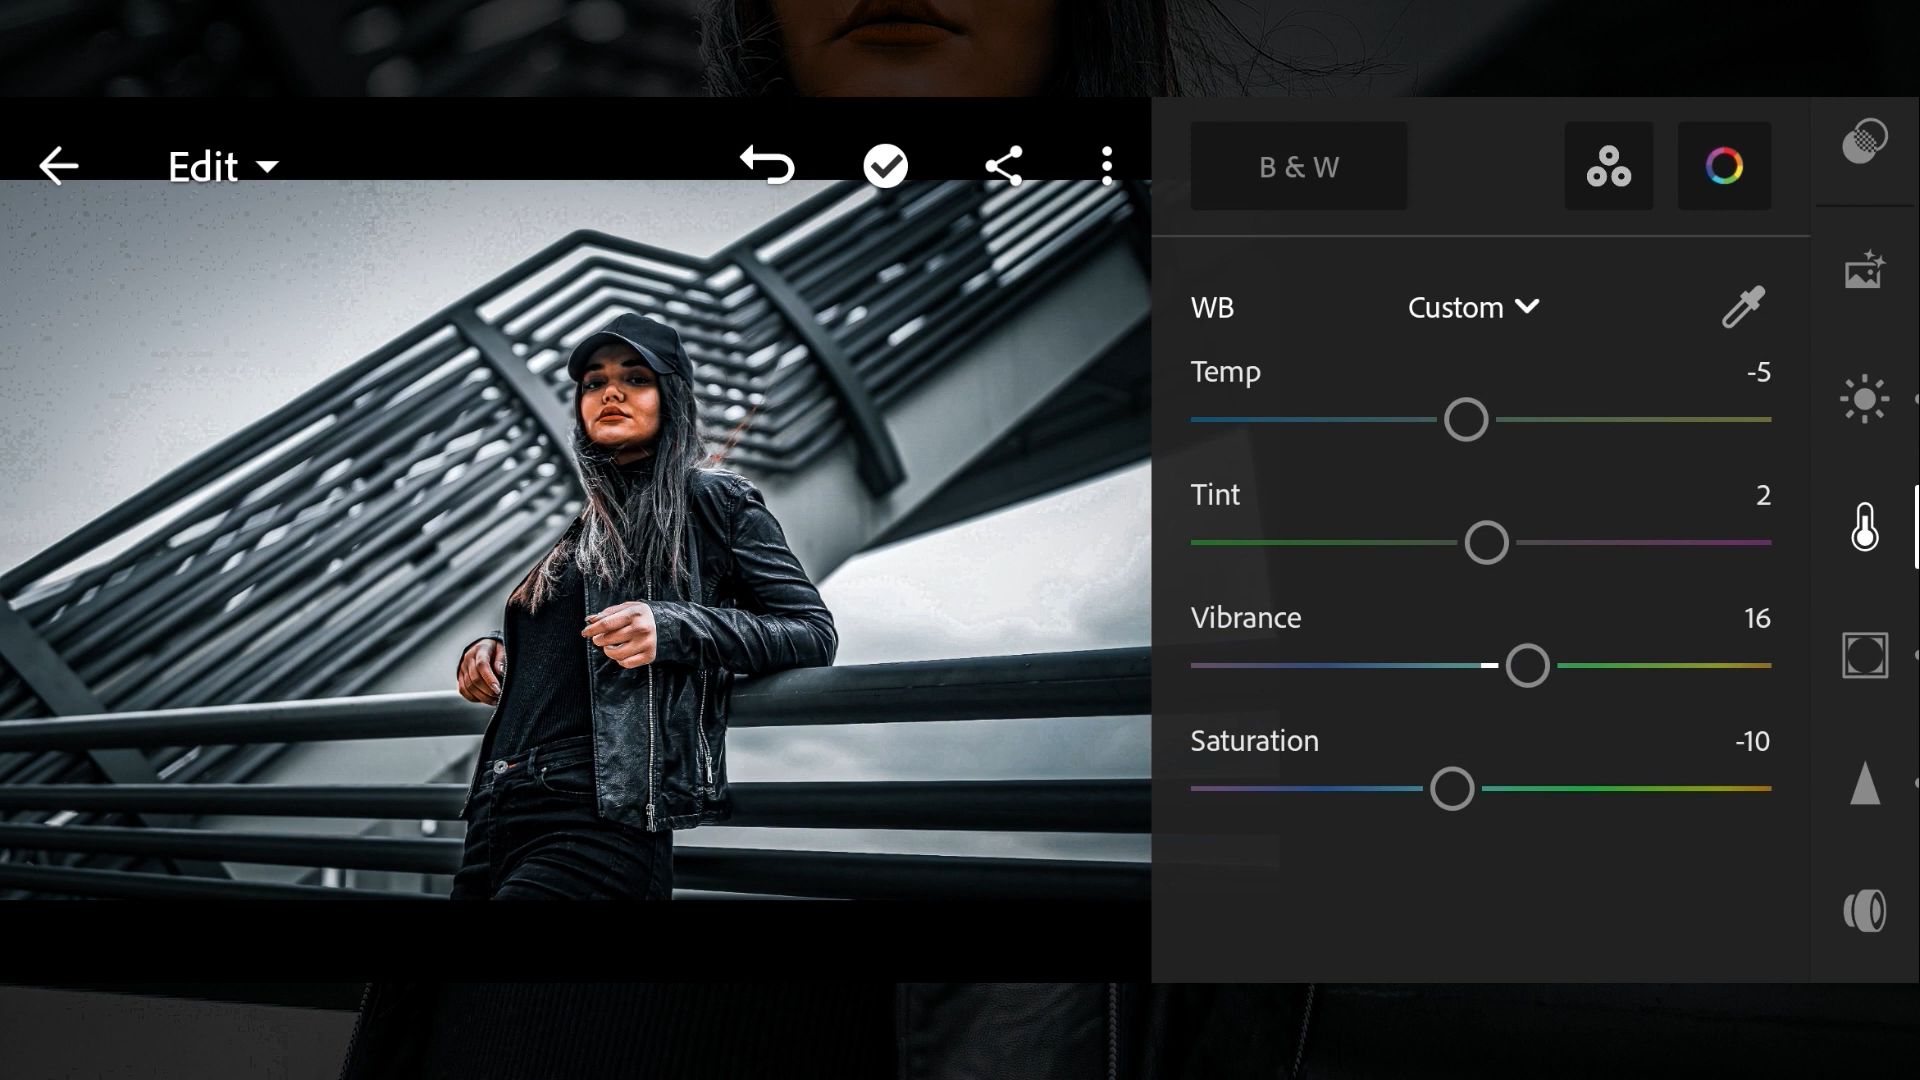 Edit
B & W
WB Custom
Temp -5
Tint 2
Vibrance 16
Saturation -10